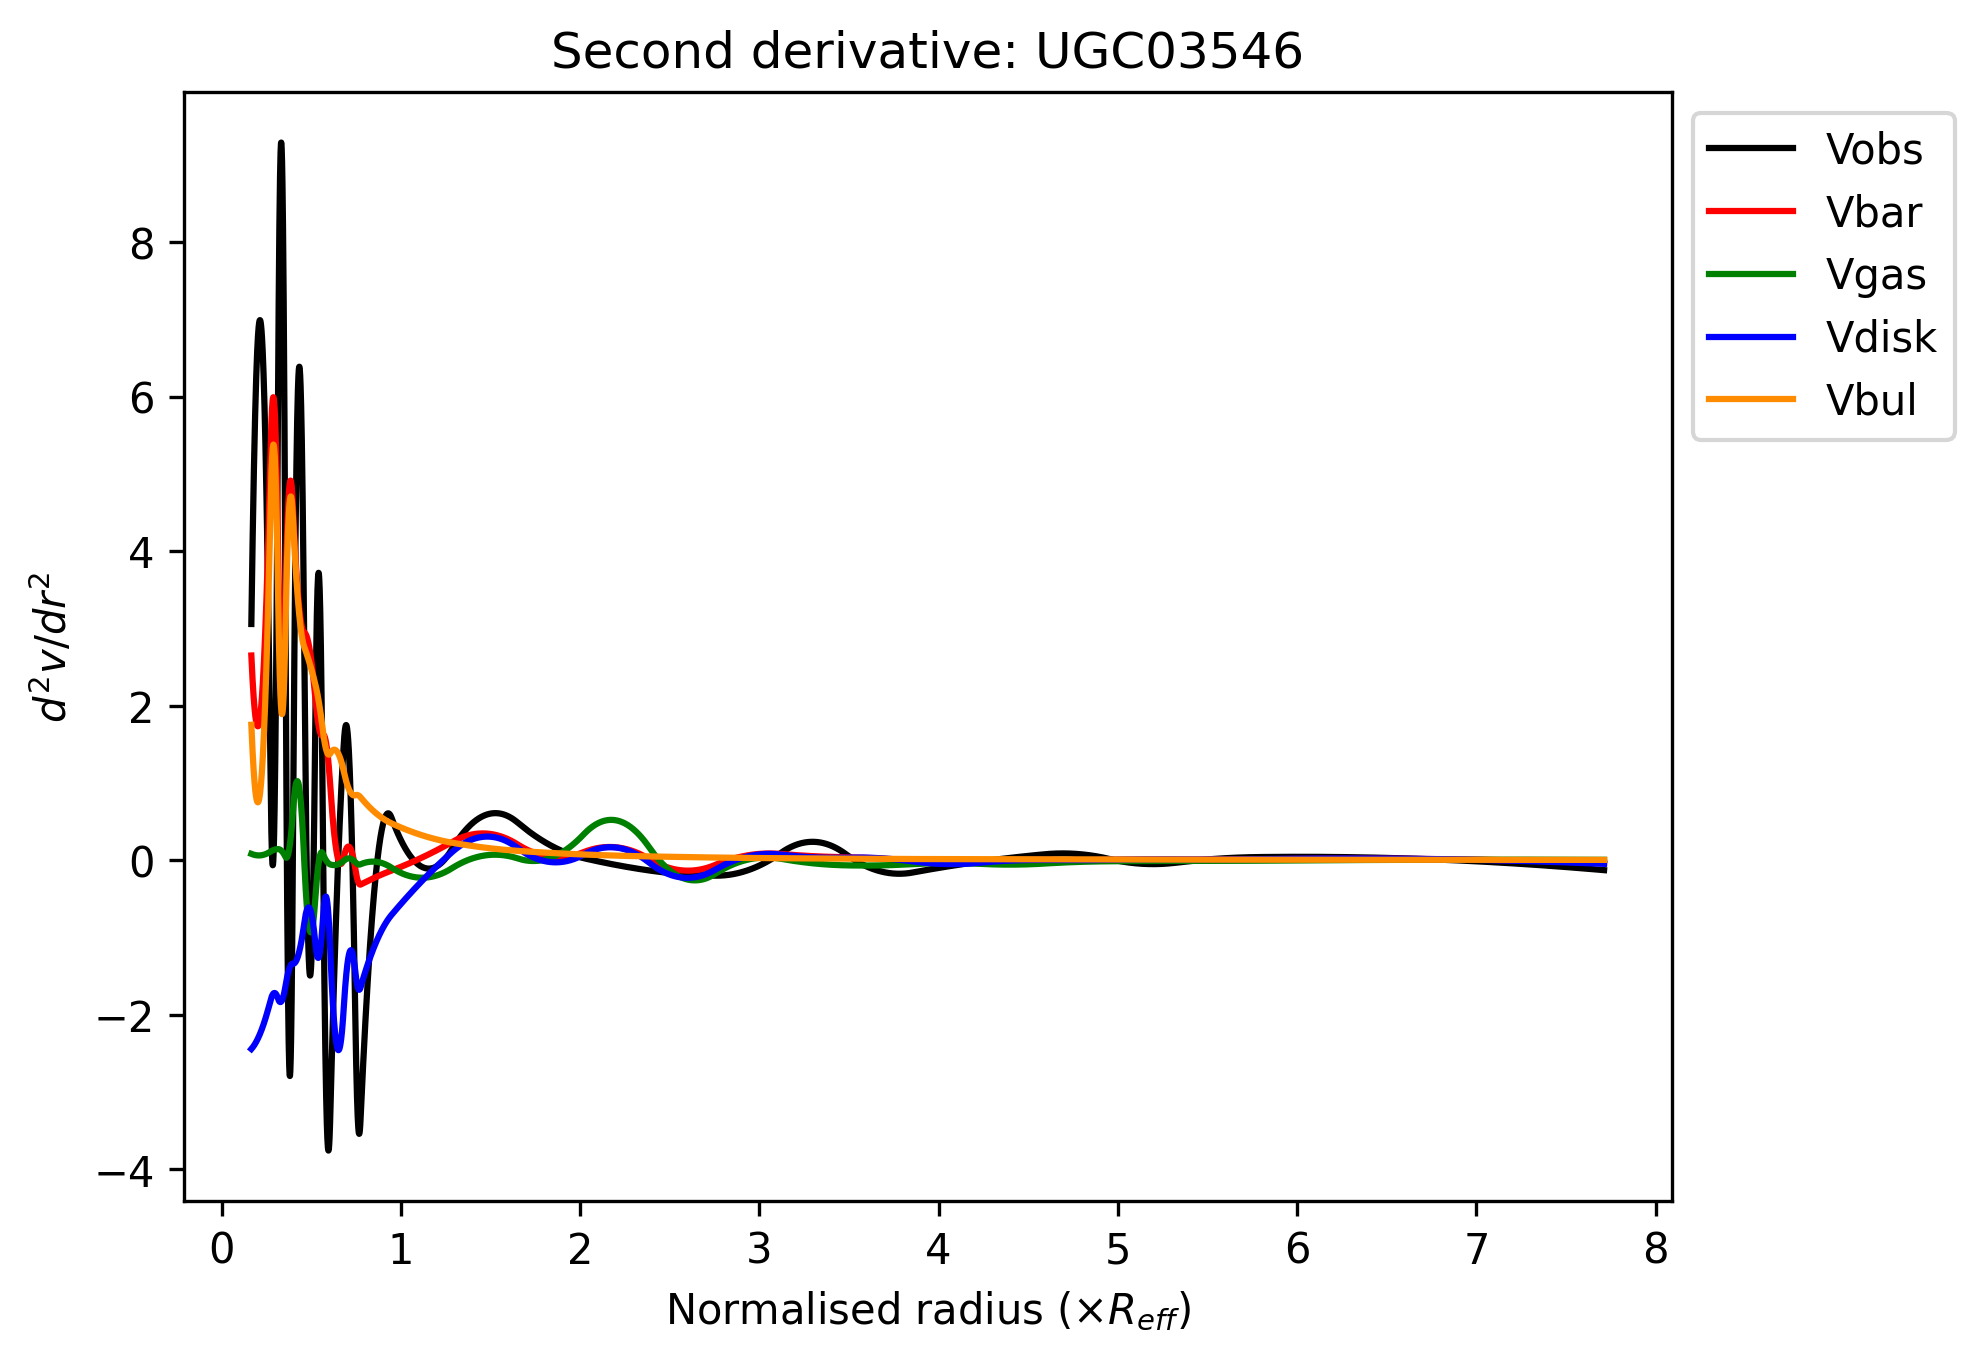 Second derivative: UGC03546
Vobs
Vbar
Vgas
Vdisk
Vbul
8
6
4
2
0
−2
−4
d²v/dr²
0 1 2 3 4 5 6 7 8
Normalised radius (×R_eff)